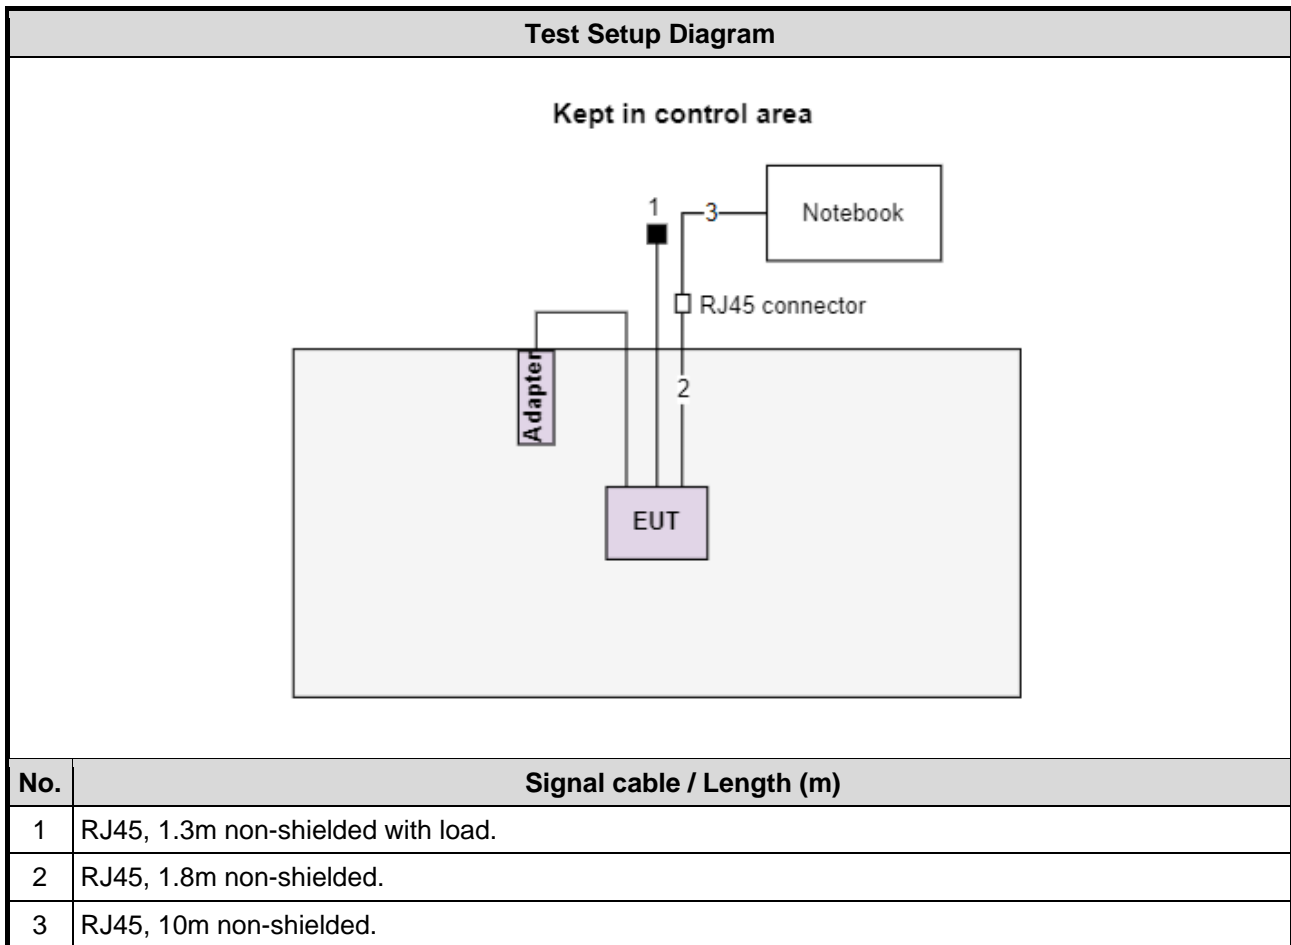 Test Setup Diagram
Kept in control area
1
3
Notebook
RJ45 connector
Adapter
2
EUT
No. Signal cable / Length (m)
1 RJ45, 1.3m non-shielded with load.
2 RJ45, 1.8m non-shielded.
3 RJ45, 10m non-shielded.